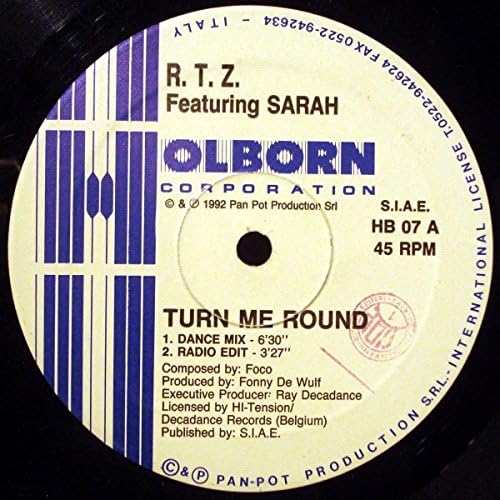 R. T. Z.
Featuring SARAH
OLBORN
CORPORATION
© & ℗ 1992 Pan Pot Production Srl
S.I.A.E.
HB 07 A
45 RPM
TURN ME ROUND
1. DANCE MIX - 6'30"
2. RADIO EDIT - 3'27"
Composed by: Foco
Produced by: Fonny De Wulf
Executive Producer: Ray Decadance
Licensed by HI-Tension/
Decadance Records (Belgium)
Published by: S.I.A.E.
©&℗ PAN-POT PRODUCTION S.R.L.-INTERNATIONAL LICENSE T.0522-942624 FAX 0522-942634 - ITALY